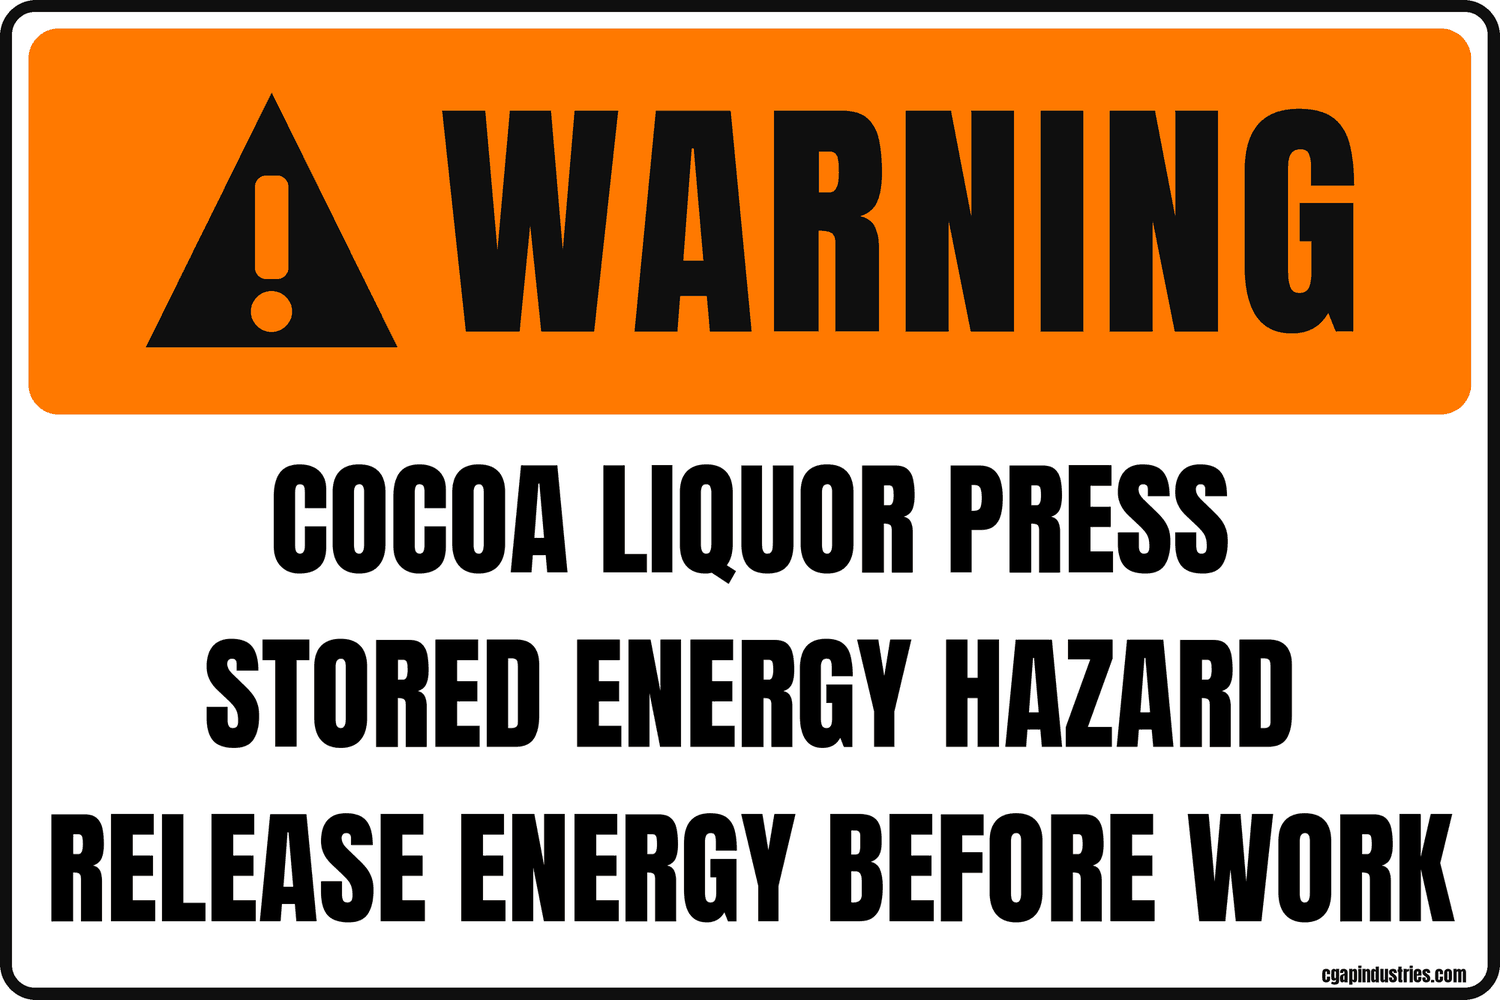 WARNING
COCOA LIQUOR PRESS
STORED ENERGY HAZARD
RELEASE ENERGY BEFORE WORK
cgapindustries.com